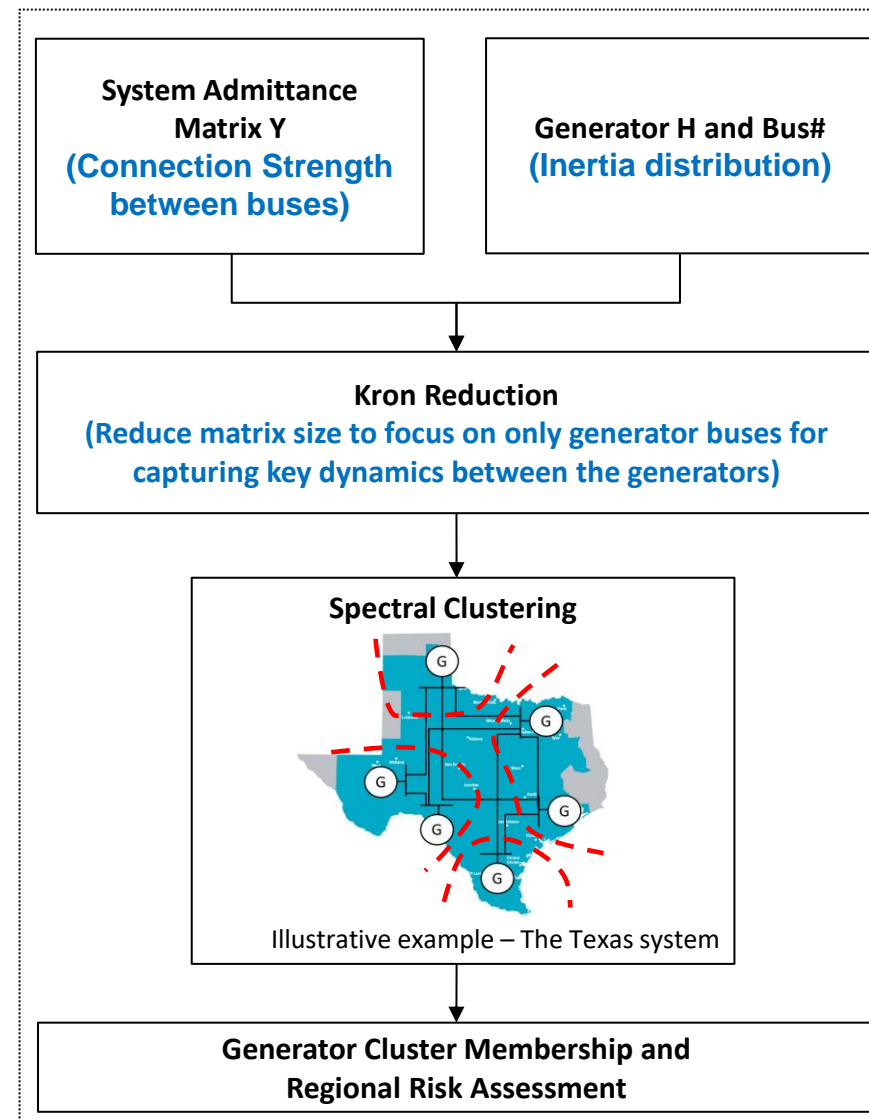 System Admittance
Matrix Y
(Connection Strength
between buses)
Generator H and Bus#
(Inertia distribution)
Kron Reduction
(Reduce matrix size to focus on only generator buses for
capturing key dynamics between the generators)
Spectral Clustering
G
G
G
G
G
G
Illustrative example – The Texas system
Generator Cluster Membership and
Regional Risk Assessment